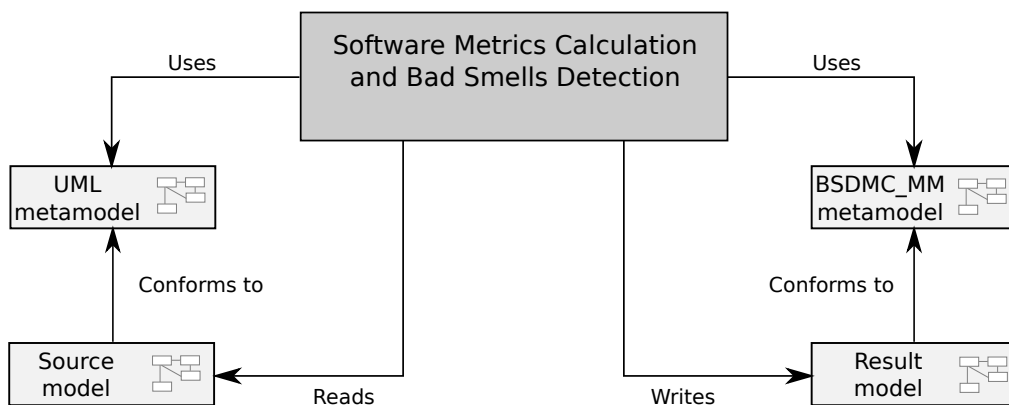 Software Metrics Calculation
and Bad Smells Detection
Uses
Uses
UML
metamodel
BSDMC_MM
metamodel
Conforms to
Conforms to
Source
model
Result
model
Reads
Writes